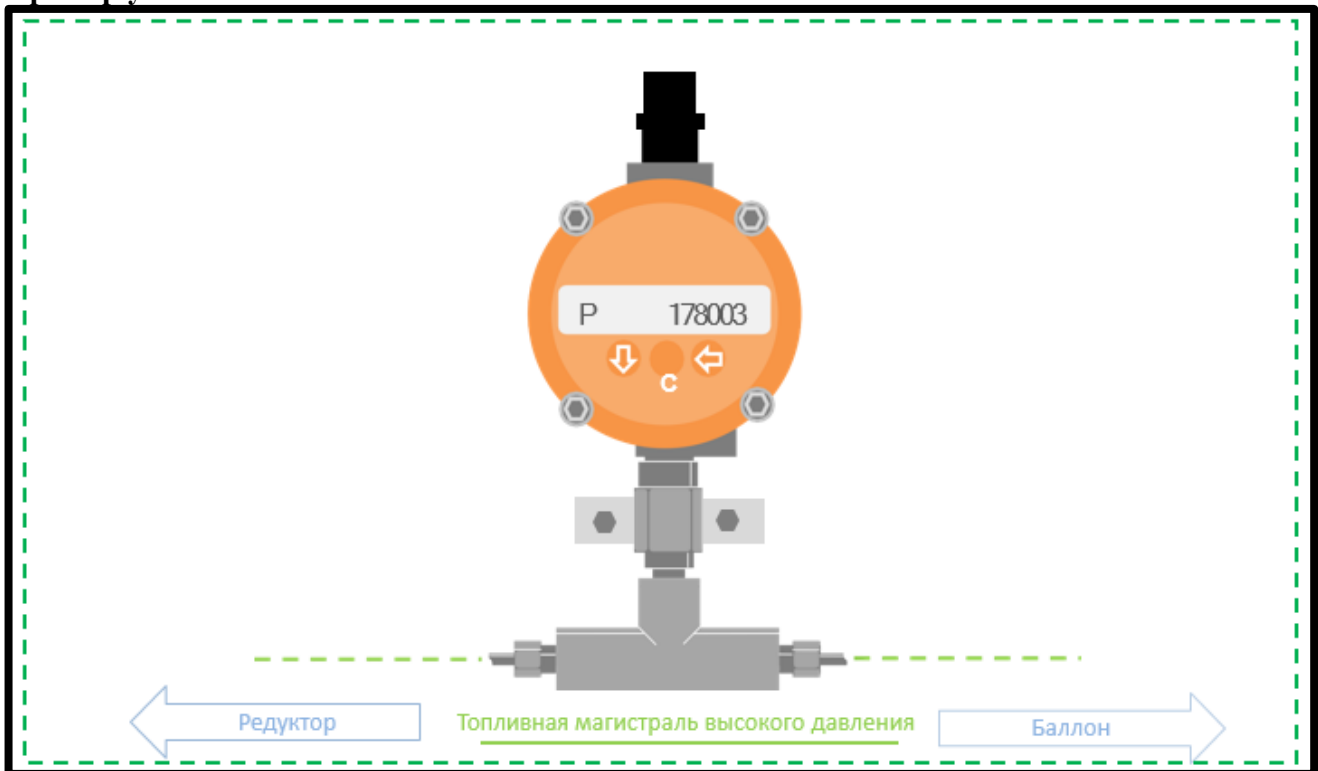 P 178003
C
Редуктор
Топливная магистраль высокого давления
Баллон